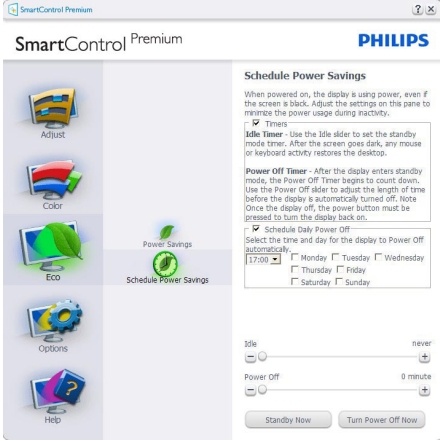 SmartControl Premium
SmartControl Premium
PHILIPS
Adjust
Color
Eco
Options
Help
Power Savings
Schedule Power Savings
Schedule Power Savings
When powered on, the display is using power, even if
the screen is black. Adjust the settings on this pane to
minimize the power usage during inactivity.
Timers
Idle Timer - Use the Idle slider to set the standby
mode timer. After the screen goes dark, any mouse
or keyboard activity restores the desktop.
Power Off Timer - After the display enters standby
mode, the Power Off Timer begins to count down.
Use the Power Off slider to adjust the length of time
before the display is automatically turned off. Note
Once the display off, the power button must be
pressed to turn the display back on.
Schedule Daily Power Off
Select the time and day for the display to Power Off
automatically.
17:00 Monday Tuesday Wednesday
Thursday Friday
Saturday Sunday
Idle never
Power Off 0 minute
Standby Now Turn Power Off Now